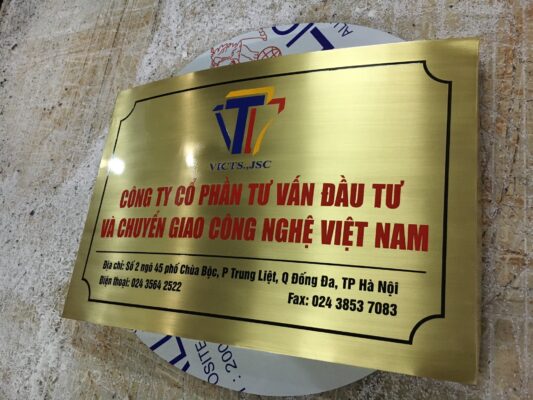 VICTS.,JSC
CÔNG TY CỔ PHẦN TƯ VẤN ĐẦU TƯ
VÀ CHUYỂN GIAO CÔNG NGHỆ VIỆT NAM
Địa chỉ: Số 2 ngõ 45 phố Chùa Bộc, P Trung Liệt, Q Đống Đa, TP Hà Nội
Điện thoại: 024 3564 2522
Fax: 024 3853 7083